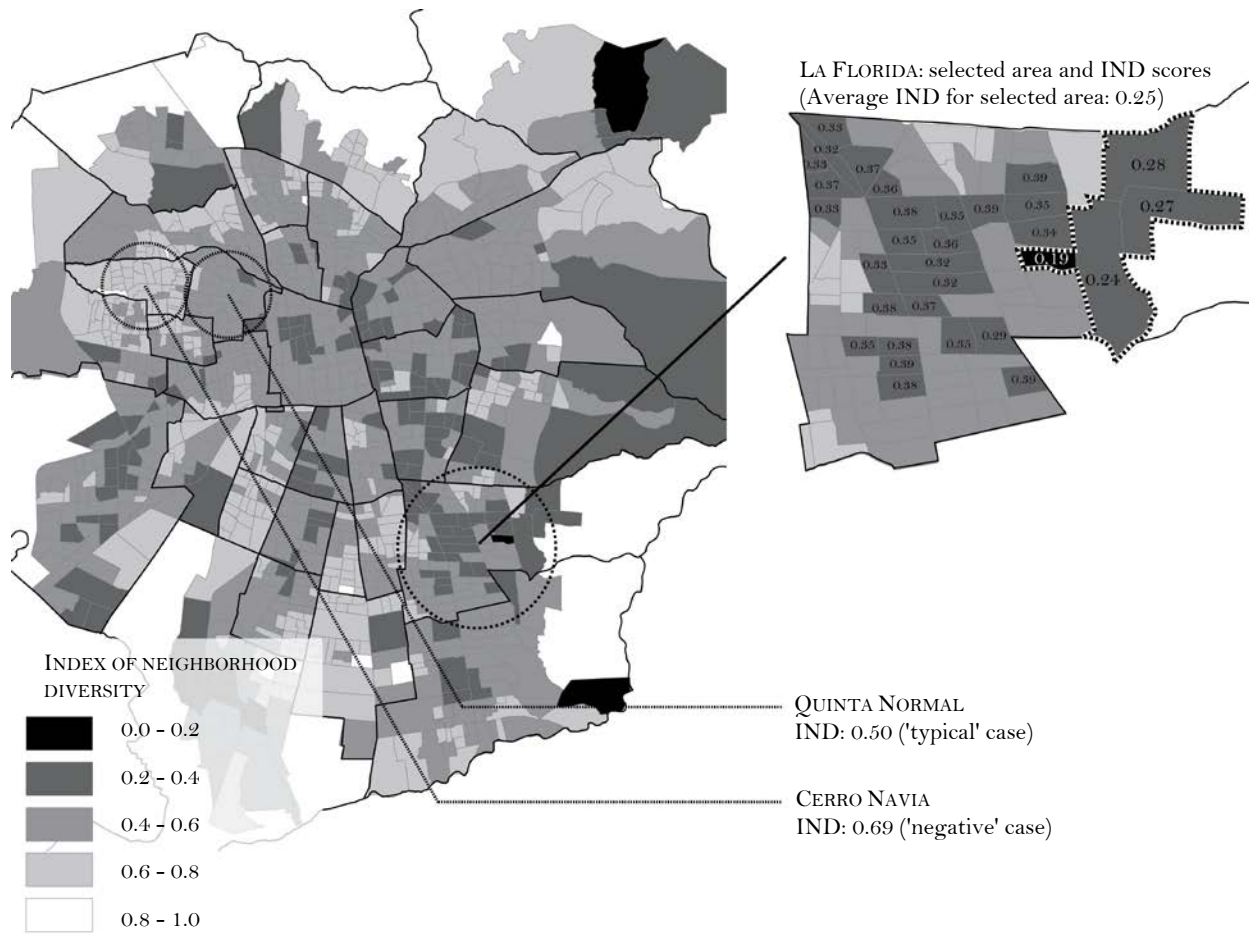 LA FLORIDA: selected area and IND scores
(Average IND for selected area: 0.25)
0.33
0.32
0.33
0.37
0.37
0.36
0.33
0.39
0.28
0.38
0.35
0.39
0.35
0.27
0.34
0.35
0.36
0.33
0.32
0.19
0.32
0.24
0.38
0.37
0.35
0.38
0.35
0.29
0.39
0.38
0.39
INDEX OF NEIGHBORHOOD
DIVERSITY
0.0 - 0.2
0.2 - 0.4
0.4 - 0.6
0.6 - 0.8
0.8 - 1.0
QUINTA NORMAL
IND: 0.50 ('typical' case)
CERRO NAVIA
IND: 0.69 ('negative' case)